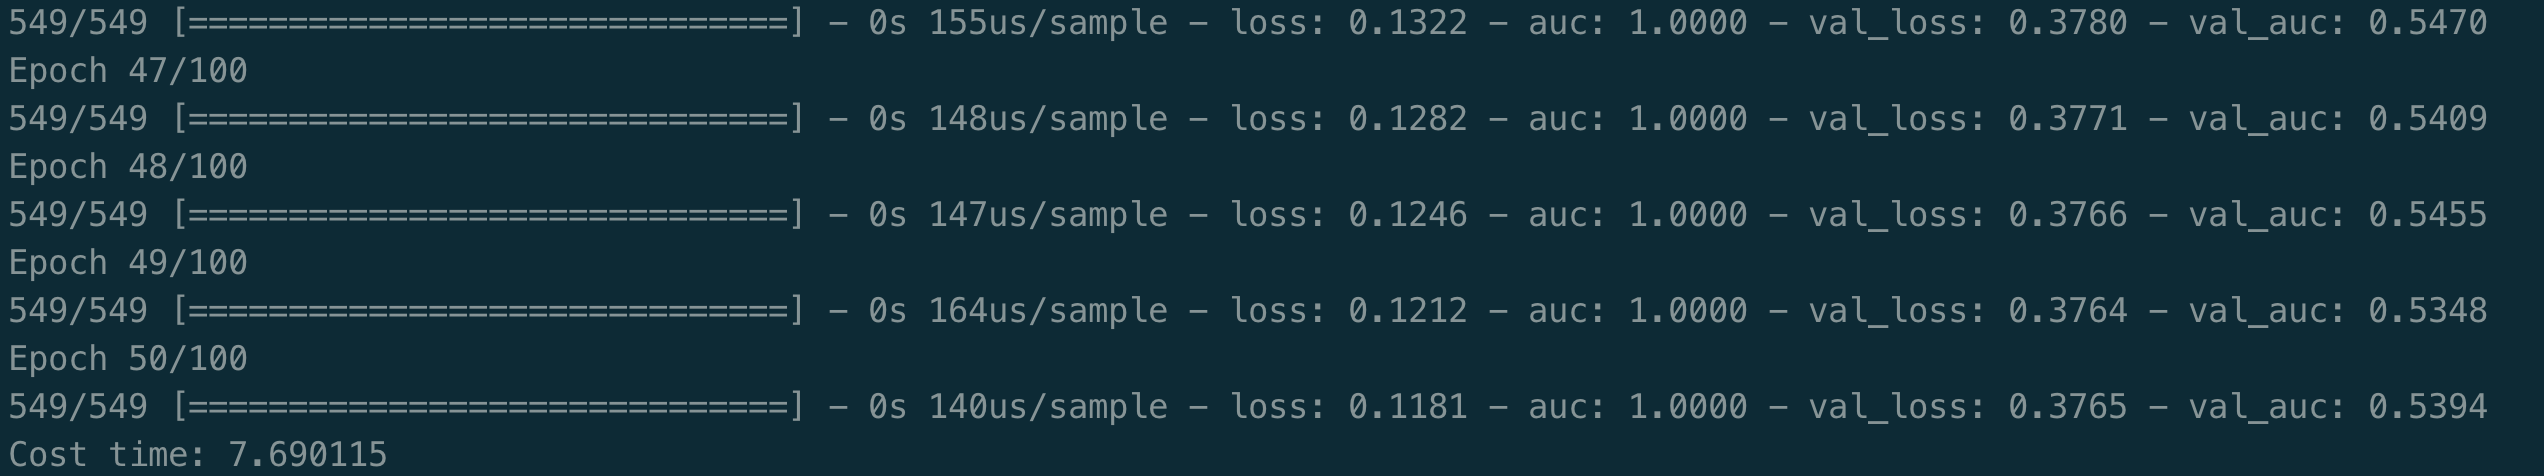 549/549 [==============================] - 0s 155us/sample - loss: 0.1322 - auc: 1.0000 - val_loss: 0.3780 - val_auc: 0.5470
Epoch 47/100
549/549 [==============================] - 0s 148us/sample - loss: 0.1282 - auc: 1.0000 - val_loss: 0.3771 - val_auc: 0.5409
Epoch 48/100
549/549 [==============================] - 0s 147us/sample - loss: 0.1246 - auc: 1.0000 - val_loss: 0.3766 - val_auc: 0.5455
Epoch 49/100
549/549 [==============================] - 0s 164us/sample - loss: 0.1212 - auc: 1.0000 - val_loss: 0.3764 - val_auc: 0.5348
Epoch 50/100
549/549 [==============================] - 0s 140us/sample - loss: 0.1181 - auc: 1.0000 - val_loss: 0.3765 - val_auc: 0.5394
Cost time: 7.690115